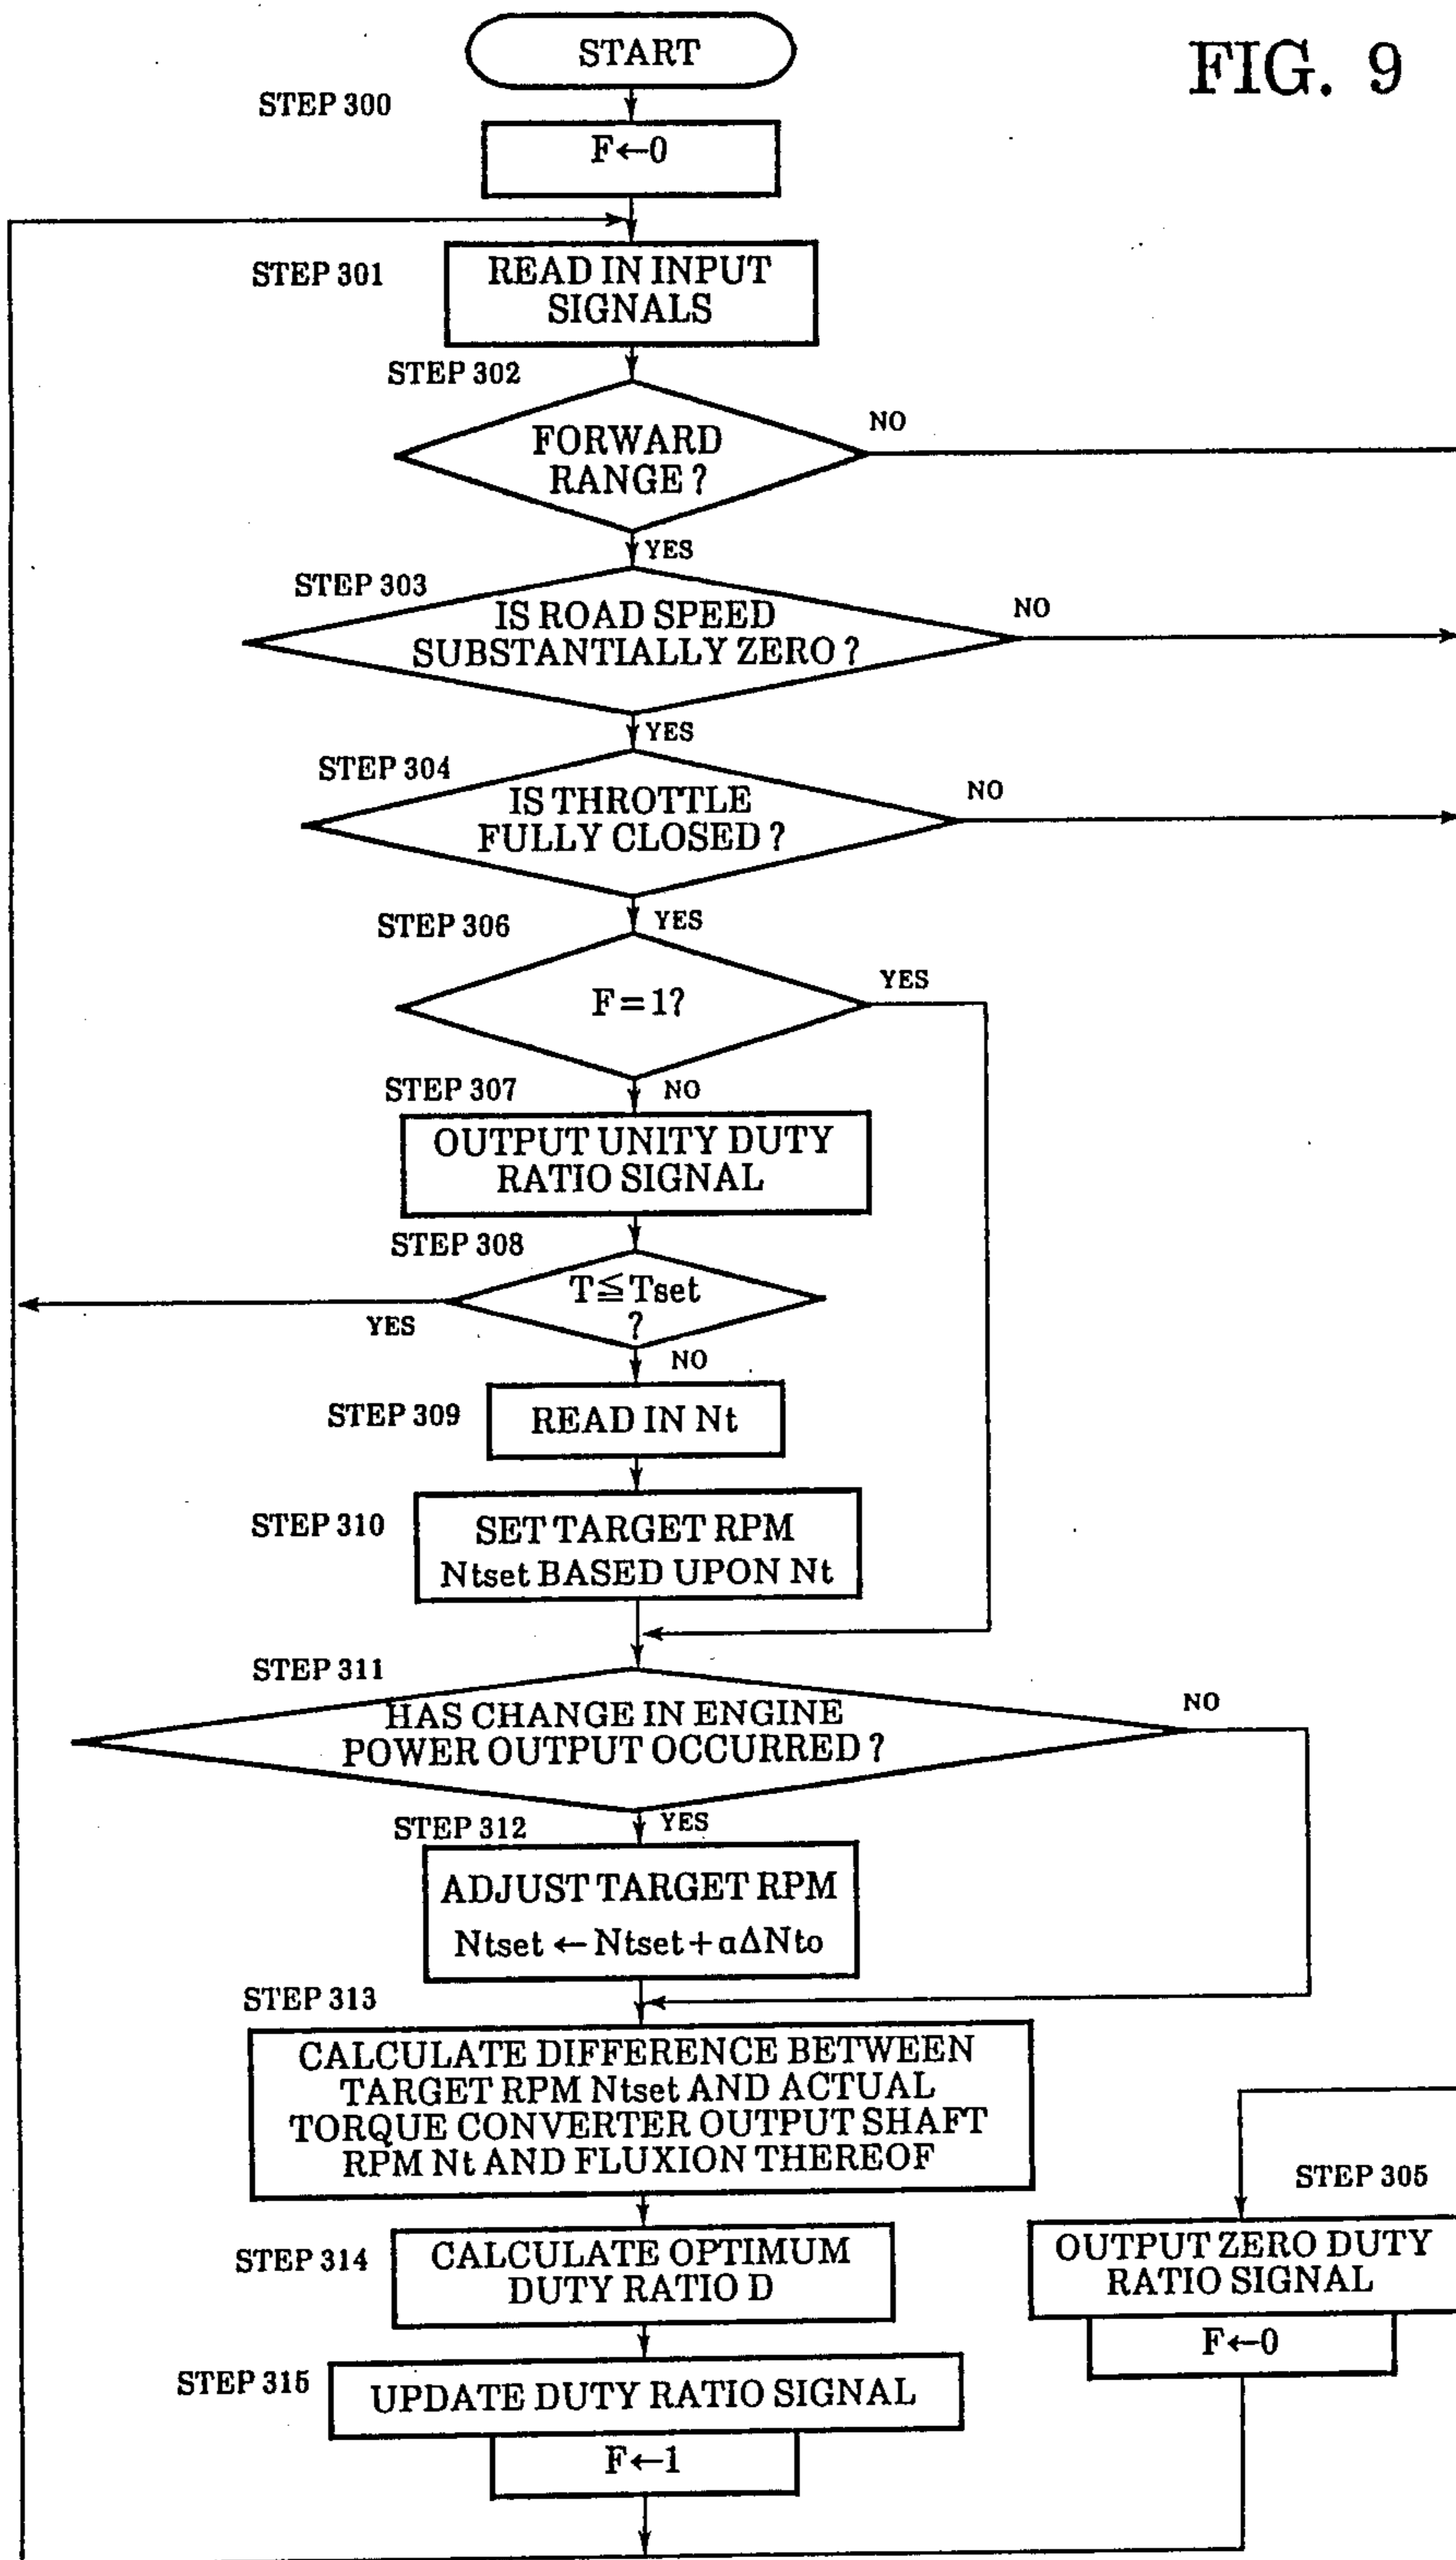 FIG. 9
START
STEP 300
F←0
STEP 301
READ IN INPUT
SIGNALS
STEP 302
FORWARD
RANGE ?
NO
YES
STEP 303
IS ROAD SPEED
SUBSTANTIALLY ZERO ?
NO
YES
STEP 304
IS THROTTLE
FULLY CLOSED ?
NO
YES
STEP 306
F=1?
YES
NO
STEP 307
OUTPUT UNITY DUTY
RATIO SIGNAL
STEP 308
T≦Tset
?
YES
NO
STEP 309
READ IN Nt
STEP 310
SET TARGET RPM
Ntset BASED UPON Nt
STEP 311
HAS CHANGE IN ENGINE
POWER OUTPUT OCCURRED ?
NO
YES
STEP 312
ADJUST TARGET RPM
Ntset ← Ntset+αΔNto
STEP 313
CALCULATE DIFFERENCE BETWEEN
TARGET RPM Ntset AND ACTUAL
TORQUE CONVERTER OUTPUT SHAFT
RPM Nt AND FLUXION THEREOF
STEP 314
CALCULATE OPTIMUM
DUTY RATIO D
STEP 315
UPDATE DUTY RATIO SIGNAL
F←1
STEP 305
OUTPUT ZERO DUTY
RATIO SIGNAL
F←0